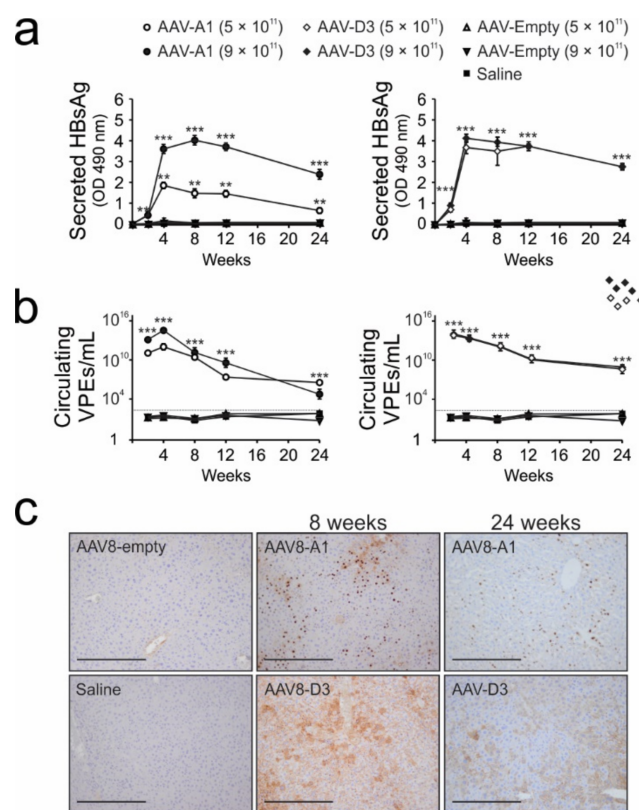 a
AAV-A1 (5 × 10¹¹) AAV-D3 (5 × 10¹¹) AAV-Empty (5 × 10¹¹)
AAV-A1 (9 × 10¹¹) AAV-D3 (9 × 10¹¹) AAV-Empty (9 × 10¹¹)
Saline
Secreted HBsAg
(OD 490 nm)
6
5
4
3
2
1
0
** *** *** *** *** ** ** ** **
0 4 8 12 16 20 24
Weeks
Secreted HBsAg
(OD 490 nm)
6
5
4
3
2
1
0
*** *** *** *** ***
0 4 8 12 16 20 24
Weeks
b
Circulating
VPEs/mL
10¹⁶
10¹⁰
10⁴
1
*** *** *** *** ***
0 4 8 12 16 20 24
Weeks
Circulating
VPEs/mL
10¹⁶
10¹⁰
10⁴
1
*** *** *** *** ***
0 4 8 12 16 20 24
Weeks
c
8 weeks 24 weeks
AAV8-empty AAV8-A1 AAV8-A1
Saline AAV8-D3 AAV-D3